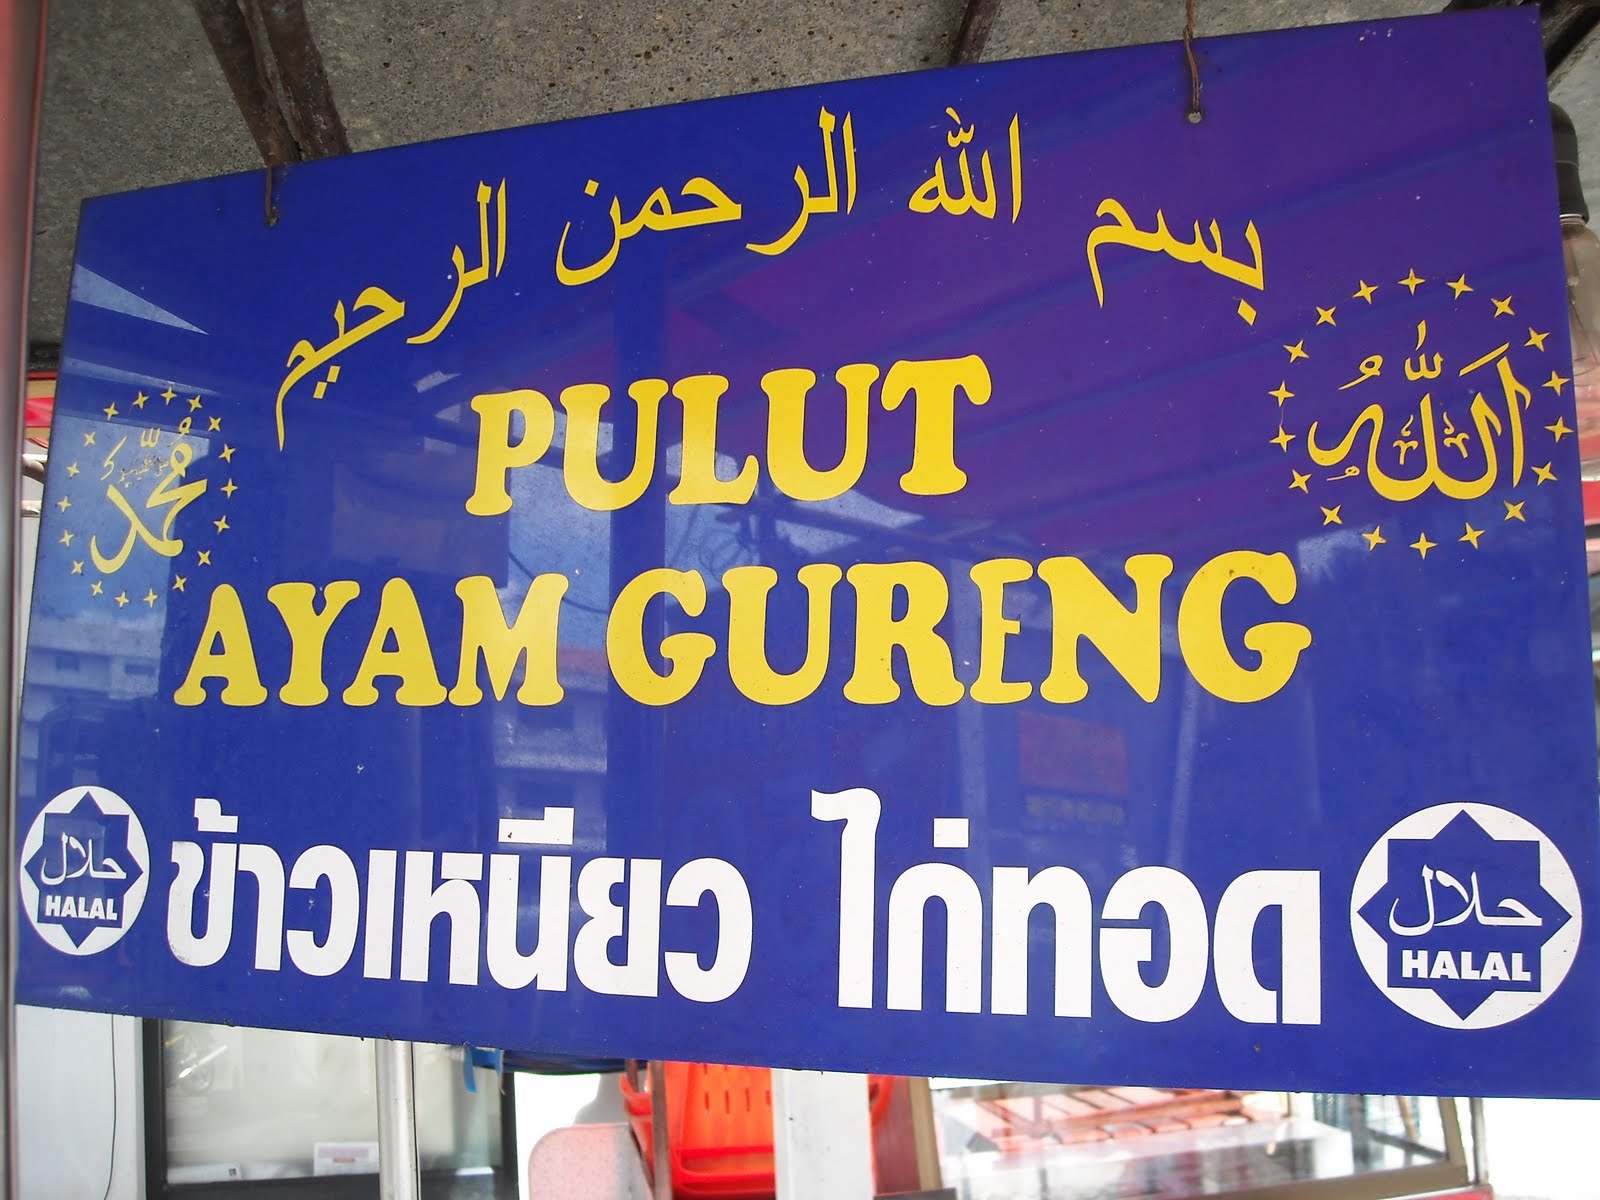 بسم الله الرحمن الرحيم
الله
محمد
PULUT
AYAM GURENG
ข้าวเหนียว ไก่ทอด
حلال
HALAL
حلال
HALAL